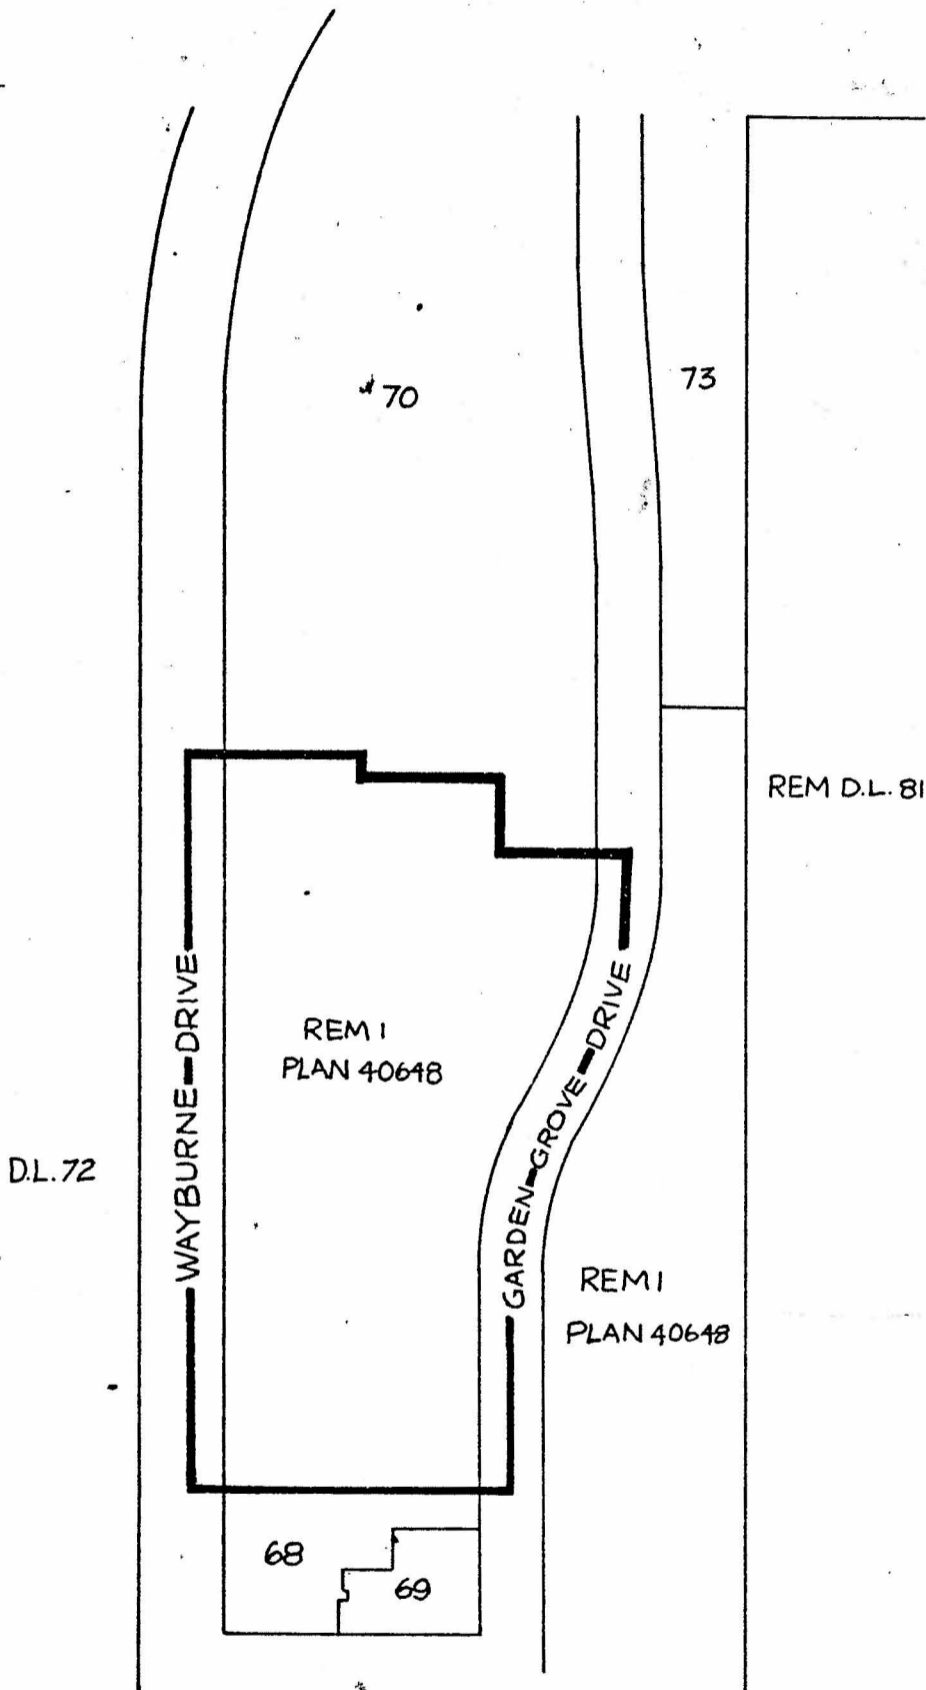 70
73
REM D.L. 81
WAYBURNE DRIVE
REM 1
PLAN 40648
GARDEN GROVE DRIVE
D.L. 72
REM 1
PLAN 40648
68
69